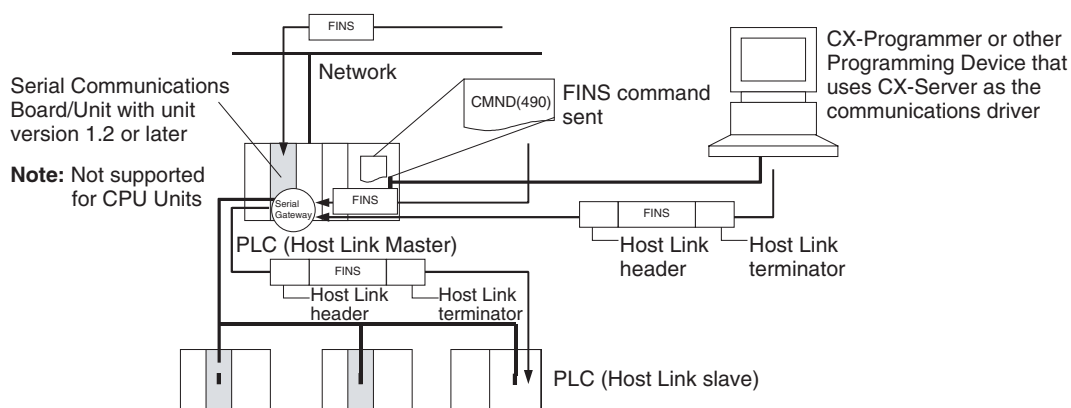 FINS
Network
Serial Communications
Board/Unit with unit
version 1.2 or later
Note: Not supported
for CPU Units
CMND(490)
FINS command
sent
CX-Programmer or other
Programming Device that
uses CX-Server as the
communications driver
Serial
Gateway
FINS
FINS
Host Link
header
Host Link
terminator
PLC (Host Link Master)
FINS
Host Link
header
Host Link
terminator
PLC (Host Link slave)